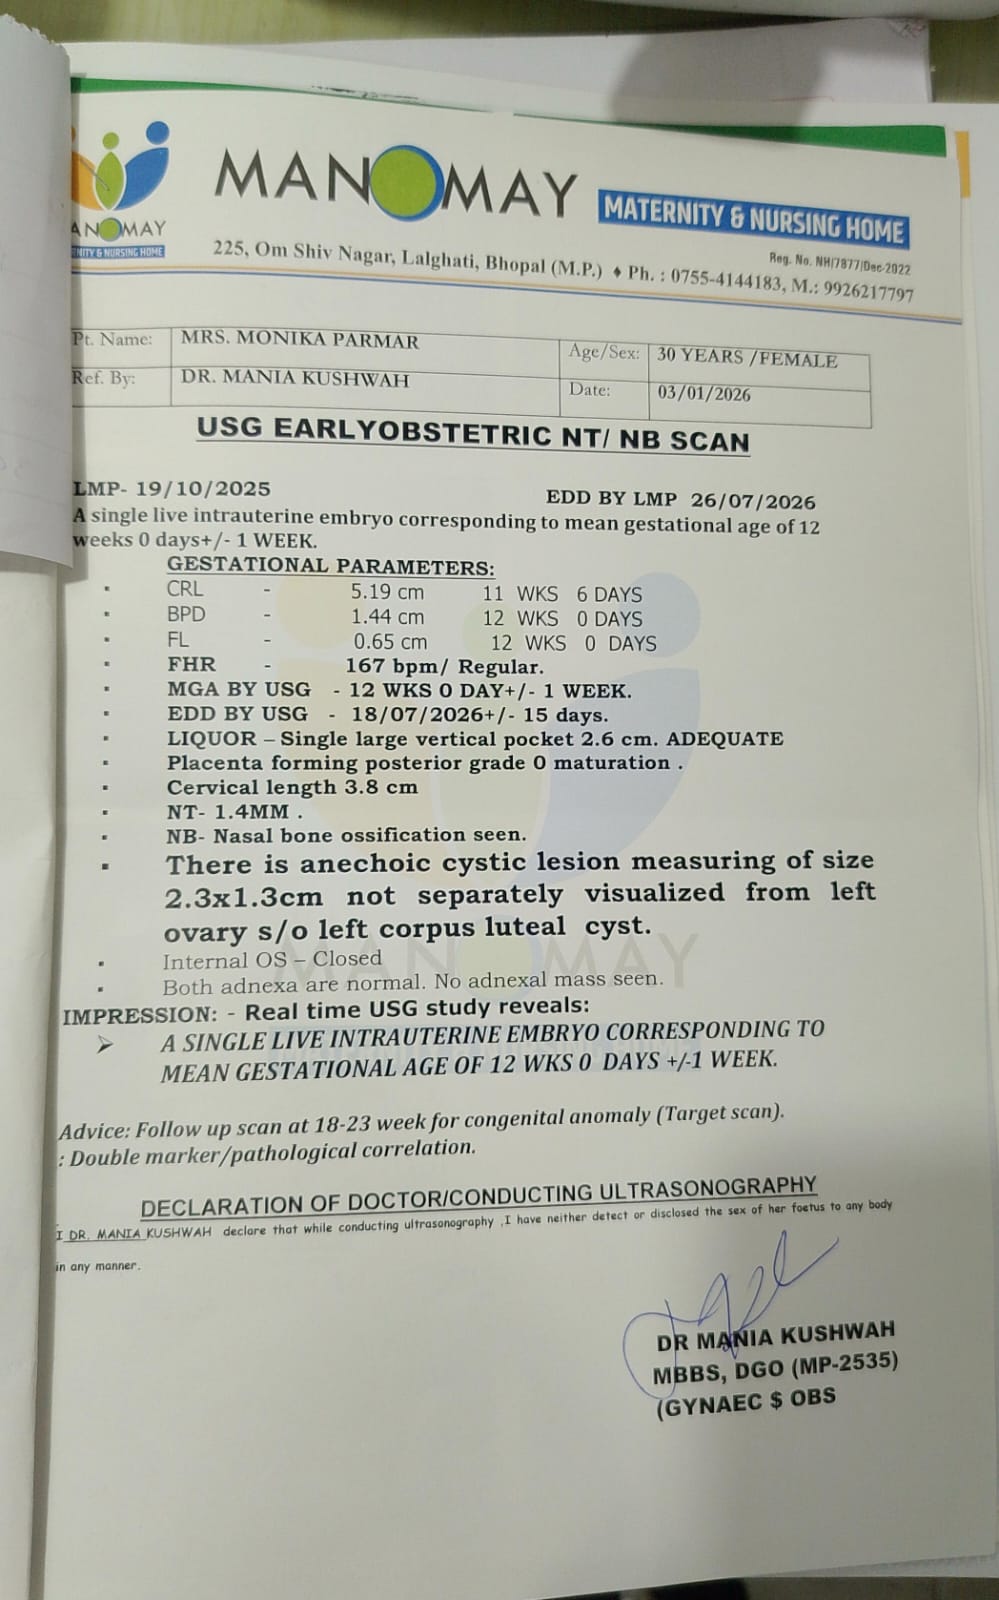 MANOMAY
MATERNITY & NURSING HOME
ANOMAY
NITY & NURSING HOME
Reg. No. NH/7877/Dec-2022
225, Om Shiv Nagar, Lalghati, Bhopal (M.P.) ♦ Ph. : 0755-4144183, M.: 9926217797
Pt. Name: MRS. MONIKA PARMAR Age/Sex: 30 YEARS /FEMALE
Ref. By: DR. MANIA KUSHWAH Date: 03/01/2026
USG EARLYOBSTETRIC NT/ NB SCAN
LMP- 19/10/2025 EDD BY LMP 26/07/2026
A single live intrauterine embryo corresponding to mean gestational age of 12
weeks 0 days+/- 1 WEEK.
GESTATIONAL PARAMETERS:
▪ CRL - 5.19 cm 11 WKS 6 DAYS
▪ BPD - 1.44 cm 12 WKS 0 DAYS
▪ FL - 0.65 cm 12 WKS 0 DAYS
▪ FHR - 167 bpm/ Regular.
▪ MGA BY USG - 12 WKS 0 DAY+/- 1 WEEK.
▪ EDD BY USG - 18/07/2026+/- 15 days.
▪ LIQUOR – Single large vertical pocket 2.6 cm. ADEQUATE
▪ Placenta forming posterior grade 0 maturation .
▪ Cervical length 3.8 cm
▪ NT- 1.4MM .
▪ NB- Nasal bone ossification seen.
▪ There is anechoic cystic lesion measuring of size
2.3x1.3cm not separately visualized from left
ovary s/o left corpus luteal cyst.
▪ Internal OS – Closed
▪ Both adnexa are normal. No adnexal mass seen.
IMPRESSION: - Real time USG study reveals:
➢ A SINGLE LIVE INTRAUTERINE EMBRYO CORRESPONDING TO
MEAN GESTATIONAL AGE OF 12 WKS 0 DAYS +/-1 WEEK.
Advice: Follow up scan at 18-23 week for congenital anomaly (Target scan).
: Double marker/pathological correlation.
DECLARATION OF DOCTOR/CONDUCTING ULTRASONOGRAPHY
I DR. MANIA KUSHWAH declare that while conducting ultrasonography ,I have neither detect or disclosed the sex of her foetus to any body
in any manner.
DR MANIA KUSHWAH
MBBS, DGO (MP-2535)
(GYNAEC $ OBS